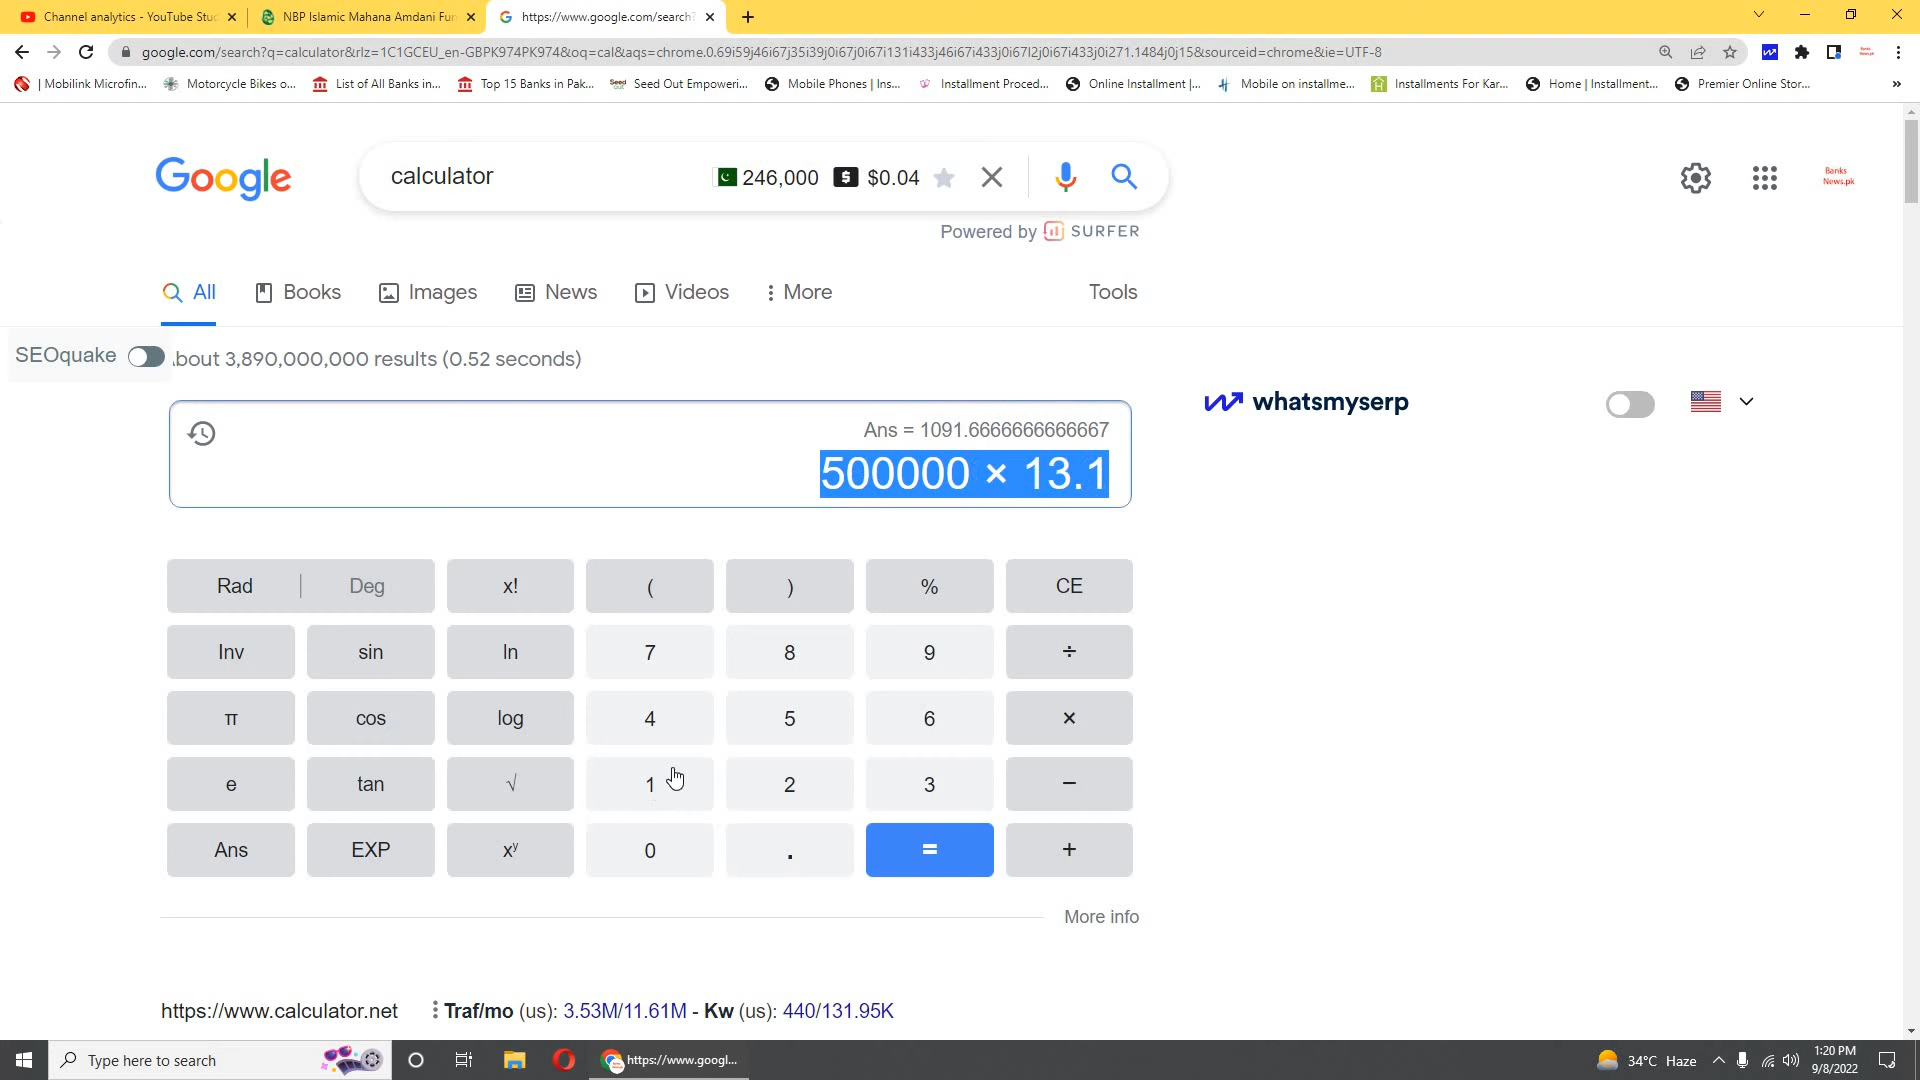 Channel analytics - YouTube Stu
NBP Islamic Mahana Amdani Fun
https://www.google.com/search?
google.com/search?q=calculator&rlz=1C1GCEU_en-GBPK974PK974&oq=cal&aqs=chrome.0.69i59j46i67j35i39j0i67j0i67i131i433j46i67i433j0i67l2j0i67i433j0i271.1484j0j15&sourceid=chrome&ie=UTF-8
| Mobilink Microfin...
Motorcycle Bikes o...
List of All Banks in...
Top 15 Banks in Pak...
Seed Out Empoweri...
Mobile Phones | Ins...
Installment Proced...
Online Installment |...
Mobile on installme...
Installments For Kar...
Home | Installment...
Premier Online Stor...
»
Google
calculator
246,000 $ $0.04
Banks
News.pk
Powered by SURFER
All
Books
Images
News
Videos
More
Tools
SEOquake
bout 3,890,000,000 results (0.52 seconds)
whatsmyserp
Ans = 1091.6666666666667
500000 × 13.1
Rad | Deg x! ( ) % CE
Inv sin ln 7 8 9 ÷
π cos log 4 5 6 ×
e tan √ 1 2 3 −
Ans EXP xʸ 0 . = +
More info
https://www.calculator.net
Traf/mo (us): 3.53M/11.61M - Kw (us): 440/131.95K
Type here to search
https://www.googl...
34°C Haze
1:20 PM
9/8/2022